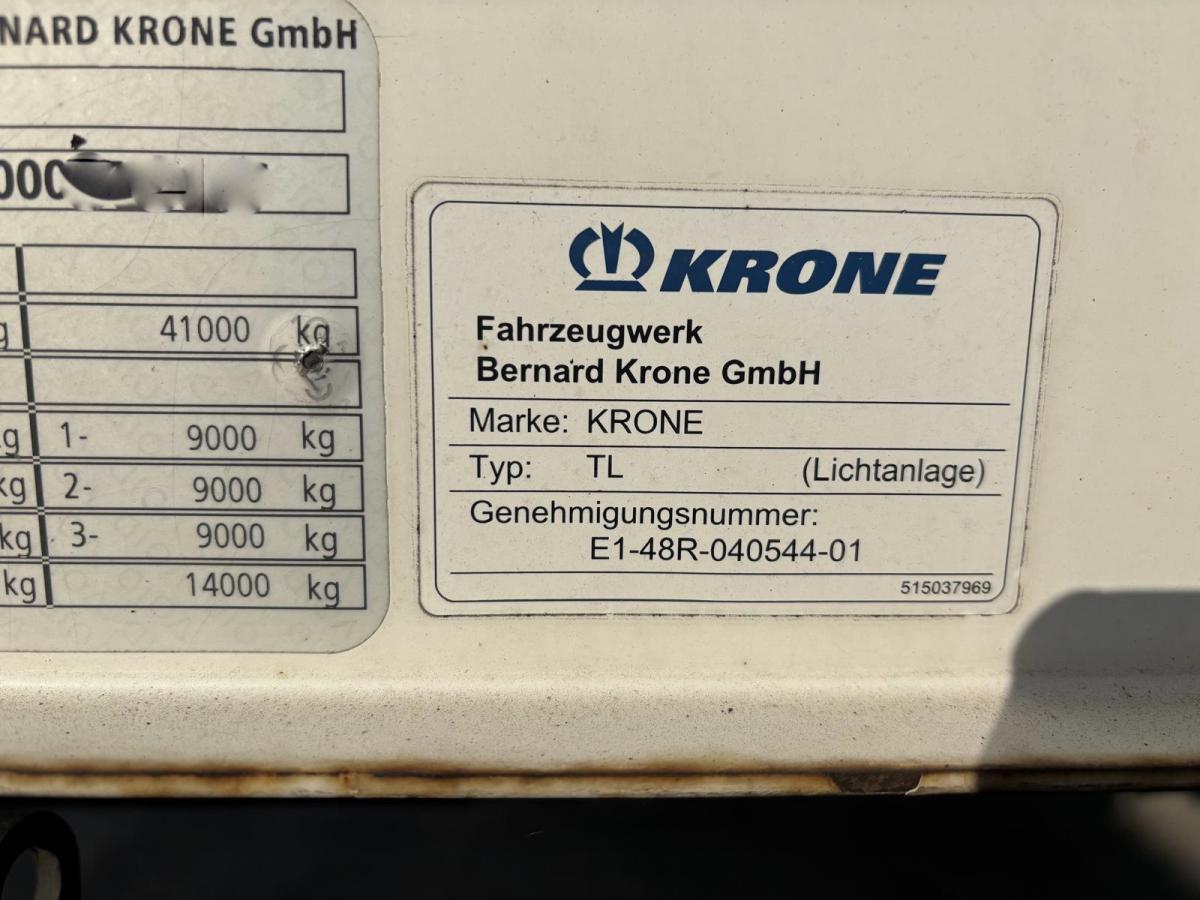 NARD KRONE GmbH
000
g 41000 kg
kg 1- 9000 kg
kg 2- 9000 kg
kg 3- 9000 kg
kg 14000 kg
KRONE
Fahrzeugwerk
Bernard Krone GmbH
Marke: KRONE
Typ: TL (Lichtanlage)
Genehmigungsnummer:
E1-48R-040544-01
515037969